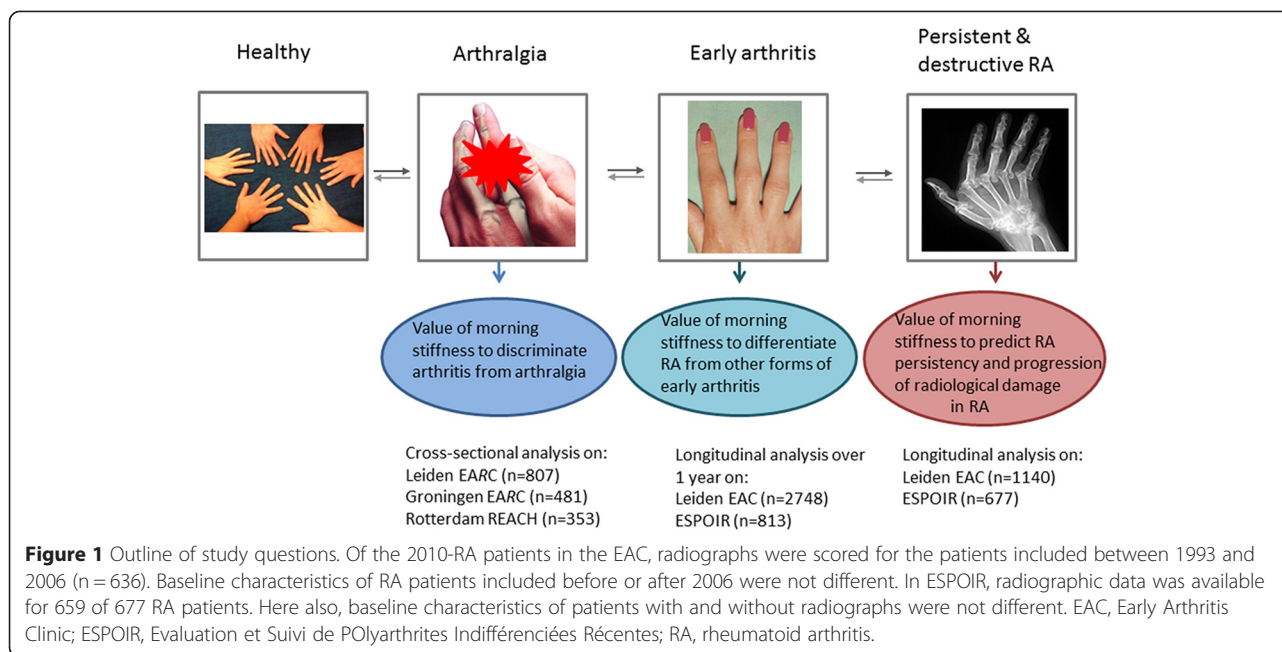 Healthy
Arthralgia
Early arthritis
Persistent &
destructive RA
Value of morning
stiffness to discriminate
arthritis from arthralgia
Value of morning
stiffness to differentiate
RA from other forms of
early arthritis
Value of morning
stiffness to predict RA
persistency and progression
of radiological damage
in RA
Cross-sectional analysis on:
Leiden EARC (n=807)
Groningen EARC (n=481)
Rotterdam REACH (n=353)
Longitudinal analysis over
1 year on:
Leiden EAC (n=2748)
ESPOIR (n=813)
Longitudinal analysis on:
Leiden EAC (n=1140)
ESPOIR (n=677)
Figure 1 Outline of study questions. Of the 2010-RA patients in the EAC, radiographs were scored for the patients included between 1993 and
2006 (n = 636). Baseline characteristics of RA patients included before or after 2006 were not different. In ESPOIR, radiographic data was available
for 659 of 677 RA patients. Here also, baseline characteristics of patients with and without radiographs were not different. EAC, Early Arthritis
Clinic; ESPOIR, Evaluation et Suivi de POlyarthrites Indifférenciées Récentes; RA, rheumatoid arthritis.